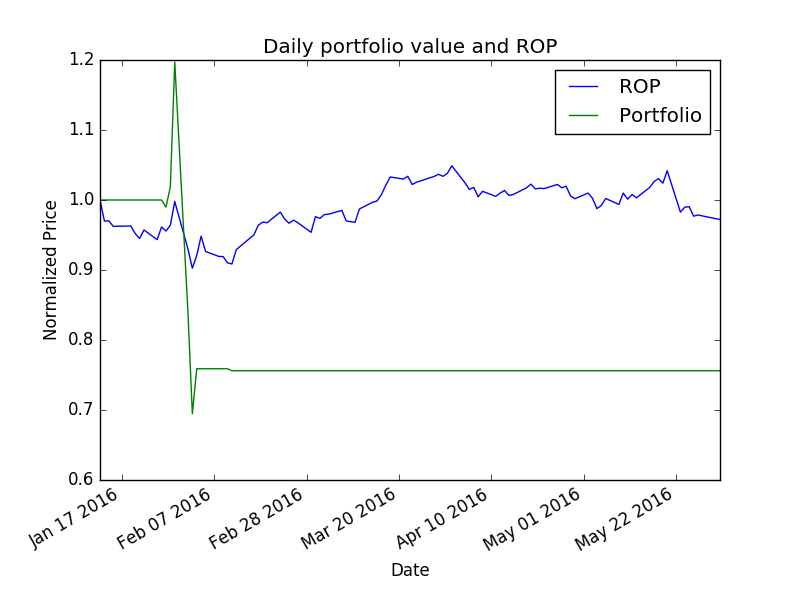 Daily portfolio value and ROP
ROP
Portfolio
1.2
1.1
1.0
0.9
0.8
0.7
0.6
Normalized Price
Jan 17 2016
Feb 07 2016
Feb 28 2016
Mar 20 2016
Apr 10 2016
May 01 2016
May 22 2016
Date